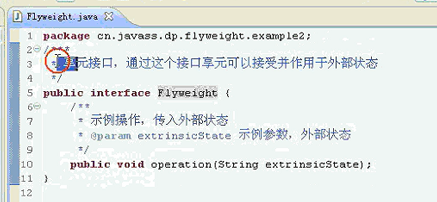 Flyweight.java
1 package cn.javass.dp.flyweight.example2;
2 /***
3 * 享元接口，通过这个接口享元可以接受并作用于外部状态
4 */
5 public interface Flyweight {
6 /**
7 * 示例操作，传入外部状态
8 * @param extrinsicState 示例参数，外部状态
9 */
10 public void operation(String extrinsicState);
11 }